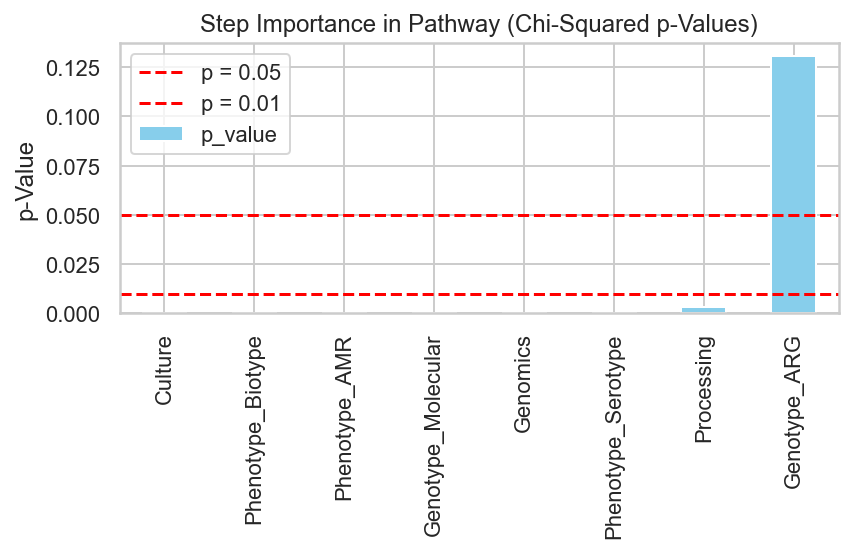 Step Importance in Pathway (Chi-Squared p-Values)
p = 0.05
p = 0.01
p_value
p-Value
0.125
0.100
0.075
0.050
0.025
0.000
Culture
Phenotype_Biotype
Phenotype_AMR
Genotype_Molecular
Genomics
Phenotype_Serotype
Processing
Genotype_ARG